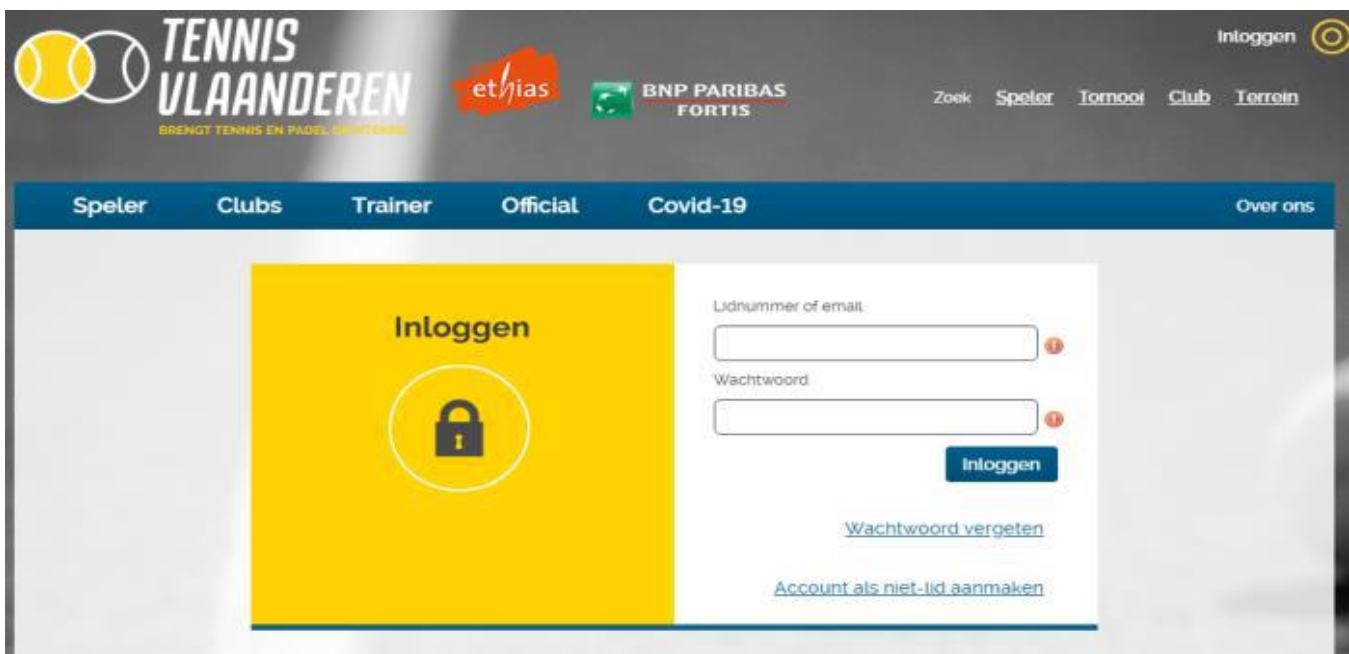 TENNIS
VLAANDEREN
BRENGT TENNIS EN PADEL
ethias
BNP PARIBAS
FORTIS
Inloggen
Zoek Speler Tornooi Club Terrein
Speler Clubs Trainer Official Covid-19 Over ons
Inloggen
Lidnummer of email
Wachtwoord
Inloggen
Wachtwoord vergeten
Account als niet-lid aanmaken